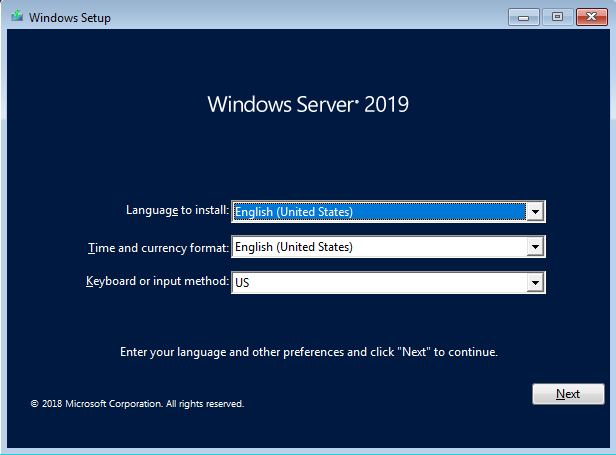 Windows Setup
Windows Server® 2019
Language to install: English (United States)
Time and currency format: English (United States)
Keyboard or input method: US
Enter your language and other preferences and click "Next" to continue.
© 2018 Microsoft Corporation. All rights reserved.
Next